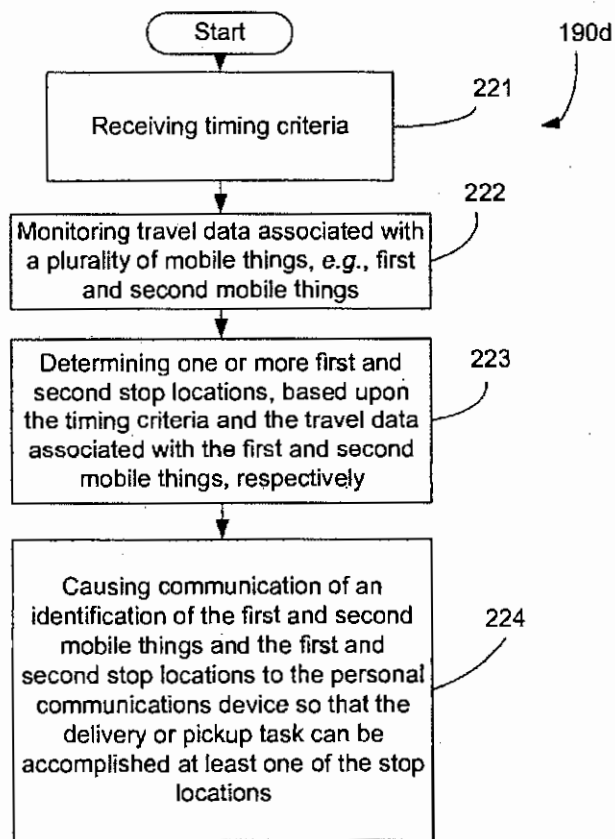 Start
190d
221
Receiving timing criteria
222
Monitoring travel data associated with
a plurality of mobile things, e.g., first
and second mobile things
223
Determining one or more first and
second stop locations, based upon
the timing criteria and the travel data
associated with the first and second
mobile things, respectively
224
Causing communication of an
identification of the first and second
mobile things and the first and
second stop locations to the personal
communications device so that the
delivery or pickup task can be
accomplished at least one of the stop
locations